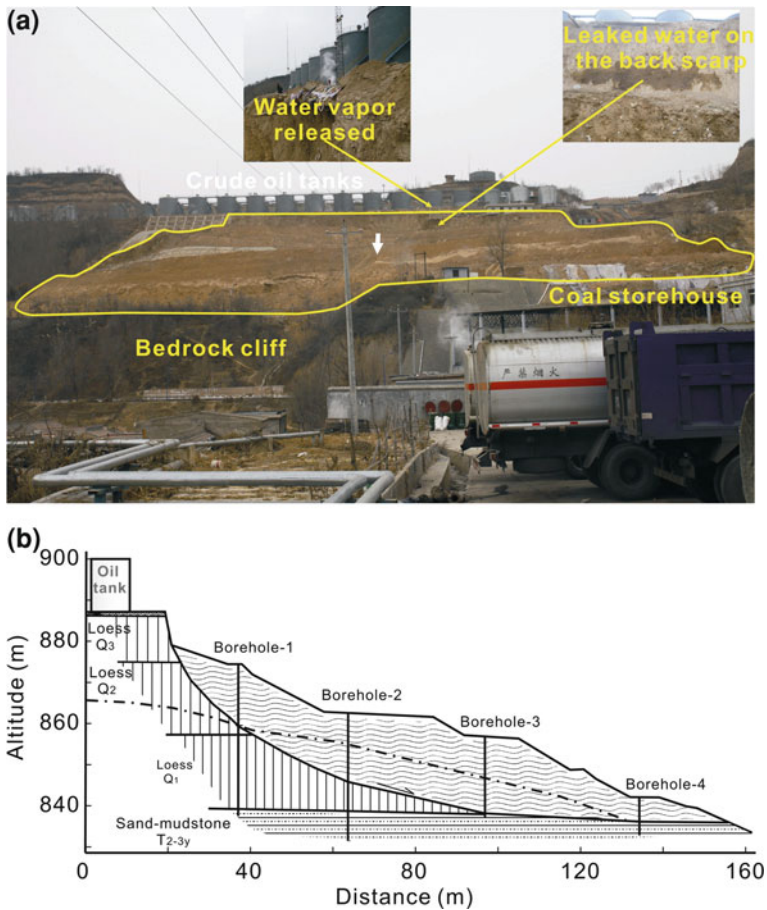 (a)
Water vapor
released
Leaked water on
the back scarp
Crude oil tanks
Coal storehouse
Bedrock cliff
严禁烟火
(b)
900
880
860
840
Altitude (m)
Oil
tank
Loess
Q3
Loess
Q2
Loess
Q1
Sand-mudstone
T2-3y
Borehole-1
Borehole-2
Borehole-3
Borehole-4
0
40
80
120
160
Distance (m)